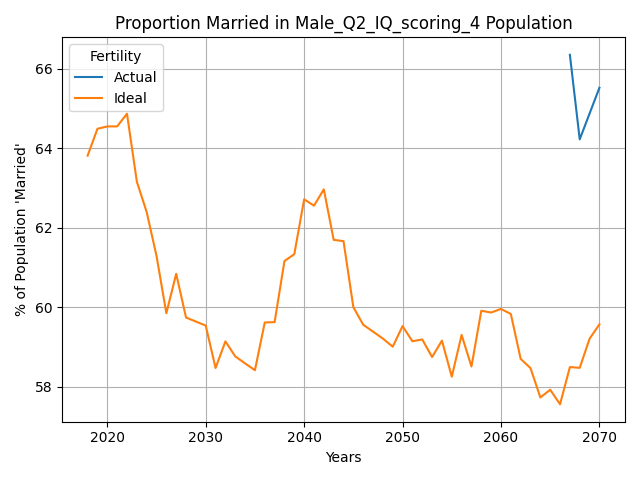 Proportion Married in Male_Q2_IQ_scoring_4 Population
Fertility
Actual
Ideal
% of Population 'Married'
66
64
62
60
58
2020 2030 2040 2050 2060 2070
Years